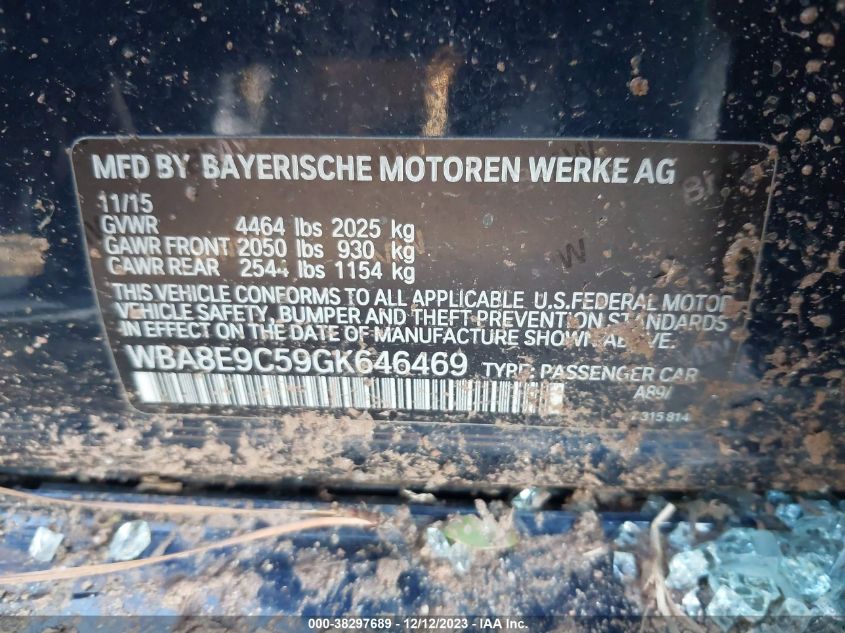 MFD BY BAYERISCHE MOTOREN WERKE AG
11/15
GVWR 4464 lbs 2025 kg
GAWR FRONT 2050 lbs 930 kg
GAWR REAR 2544 lbs 1154 kg
THIS VEHICLE CONFORMS TO ALL APPLICABLE U.S.FEDERAL MOTOR
VEHICLE SAFETY, BUMPER AND THEFT PREVENTION STANDARDS
IN EFFECT ON THE DATE OF MANUFACTURE SHOWN ABOVE.
WBA8E9C59GK646469 TYPE: PASSENGER CAR
A89/
315 814
000-38297689 - 12/12/2023 - IAA Inc.